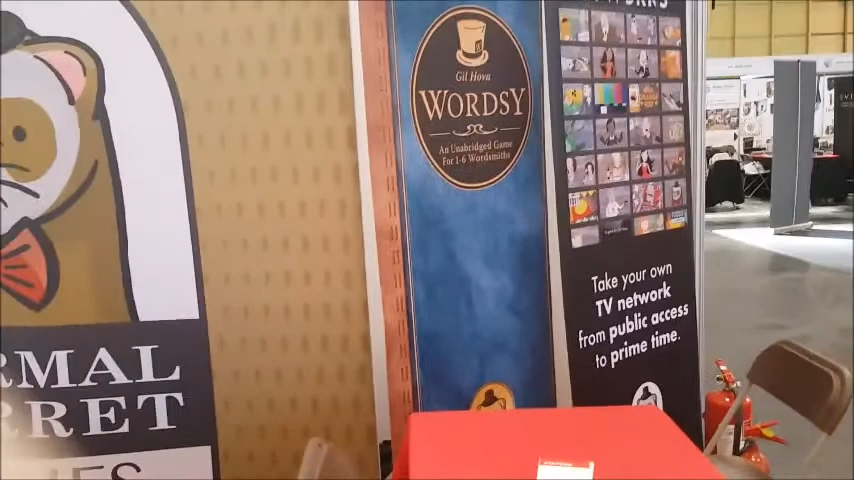 RMAL
RRET
ES
Gil Hova
WORDSY
An Unabridged Game
For 1-6 Wordsmiths
Take your own
TV network,
from public access
to prime time.